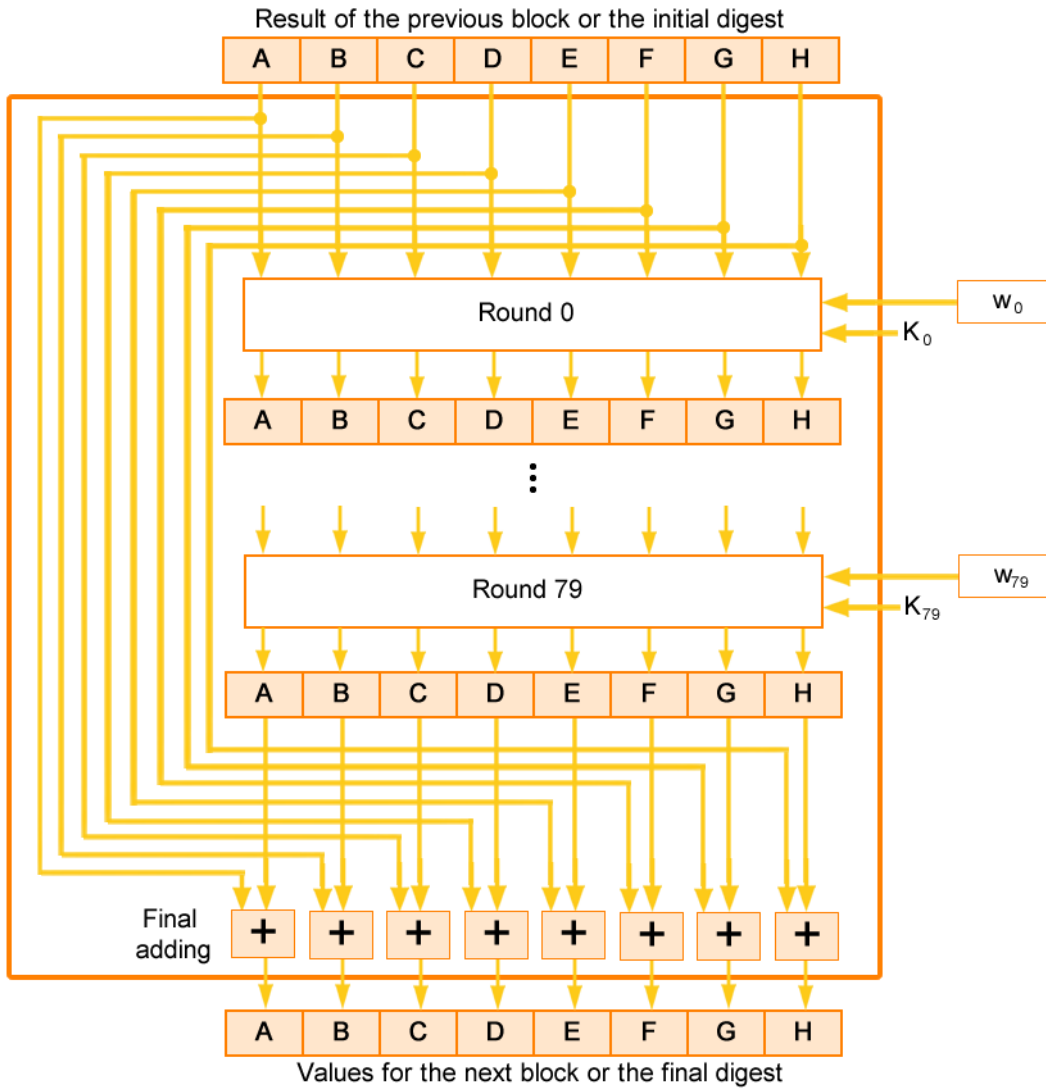 Result of the previous block or the initial digest
A B C D E F G H
Round 0
w0
K0
A B C D E F G H
Round 79
w79
K79
A B C D E F G H
Final
adding
+ + + + + + + +
A B C D E F G H
Values for the next block or the final digest